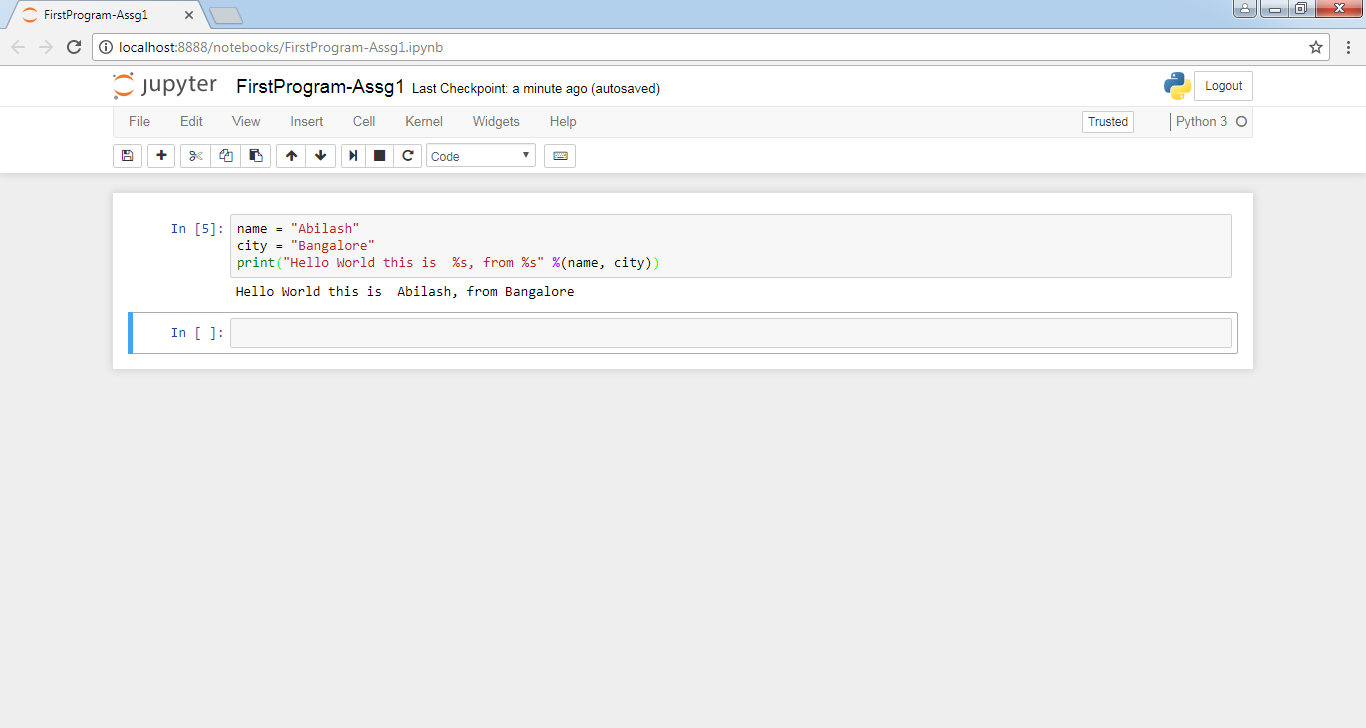 FirstProgram-Assg1
localhost:8888/notebooks/FirstProgram-Assg1.ipynb
jupyter FirstProgram-Assg1 Last Checkpoint: a minute ago (autosaved) Logout
File Edit View Insert Cell Kernel Widgets Help Trusted Python 3
Code
In [5]: name = "Abilash"
city = "Bangalore"
print("Hello World this is  %s, from %s" %(name, city))
Hello World this is  Abilash, from Bangalore
In [ ]: